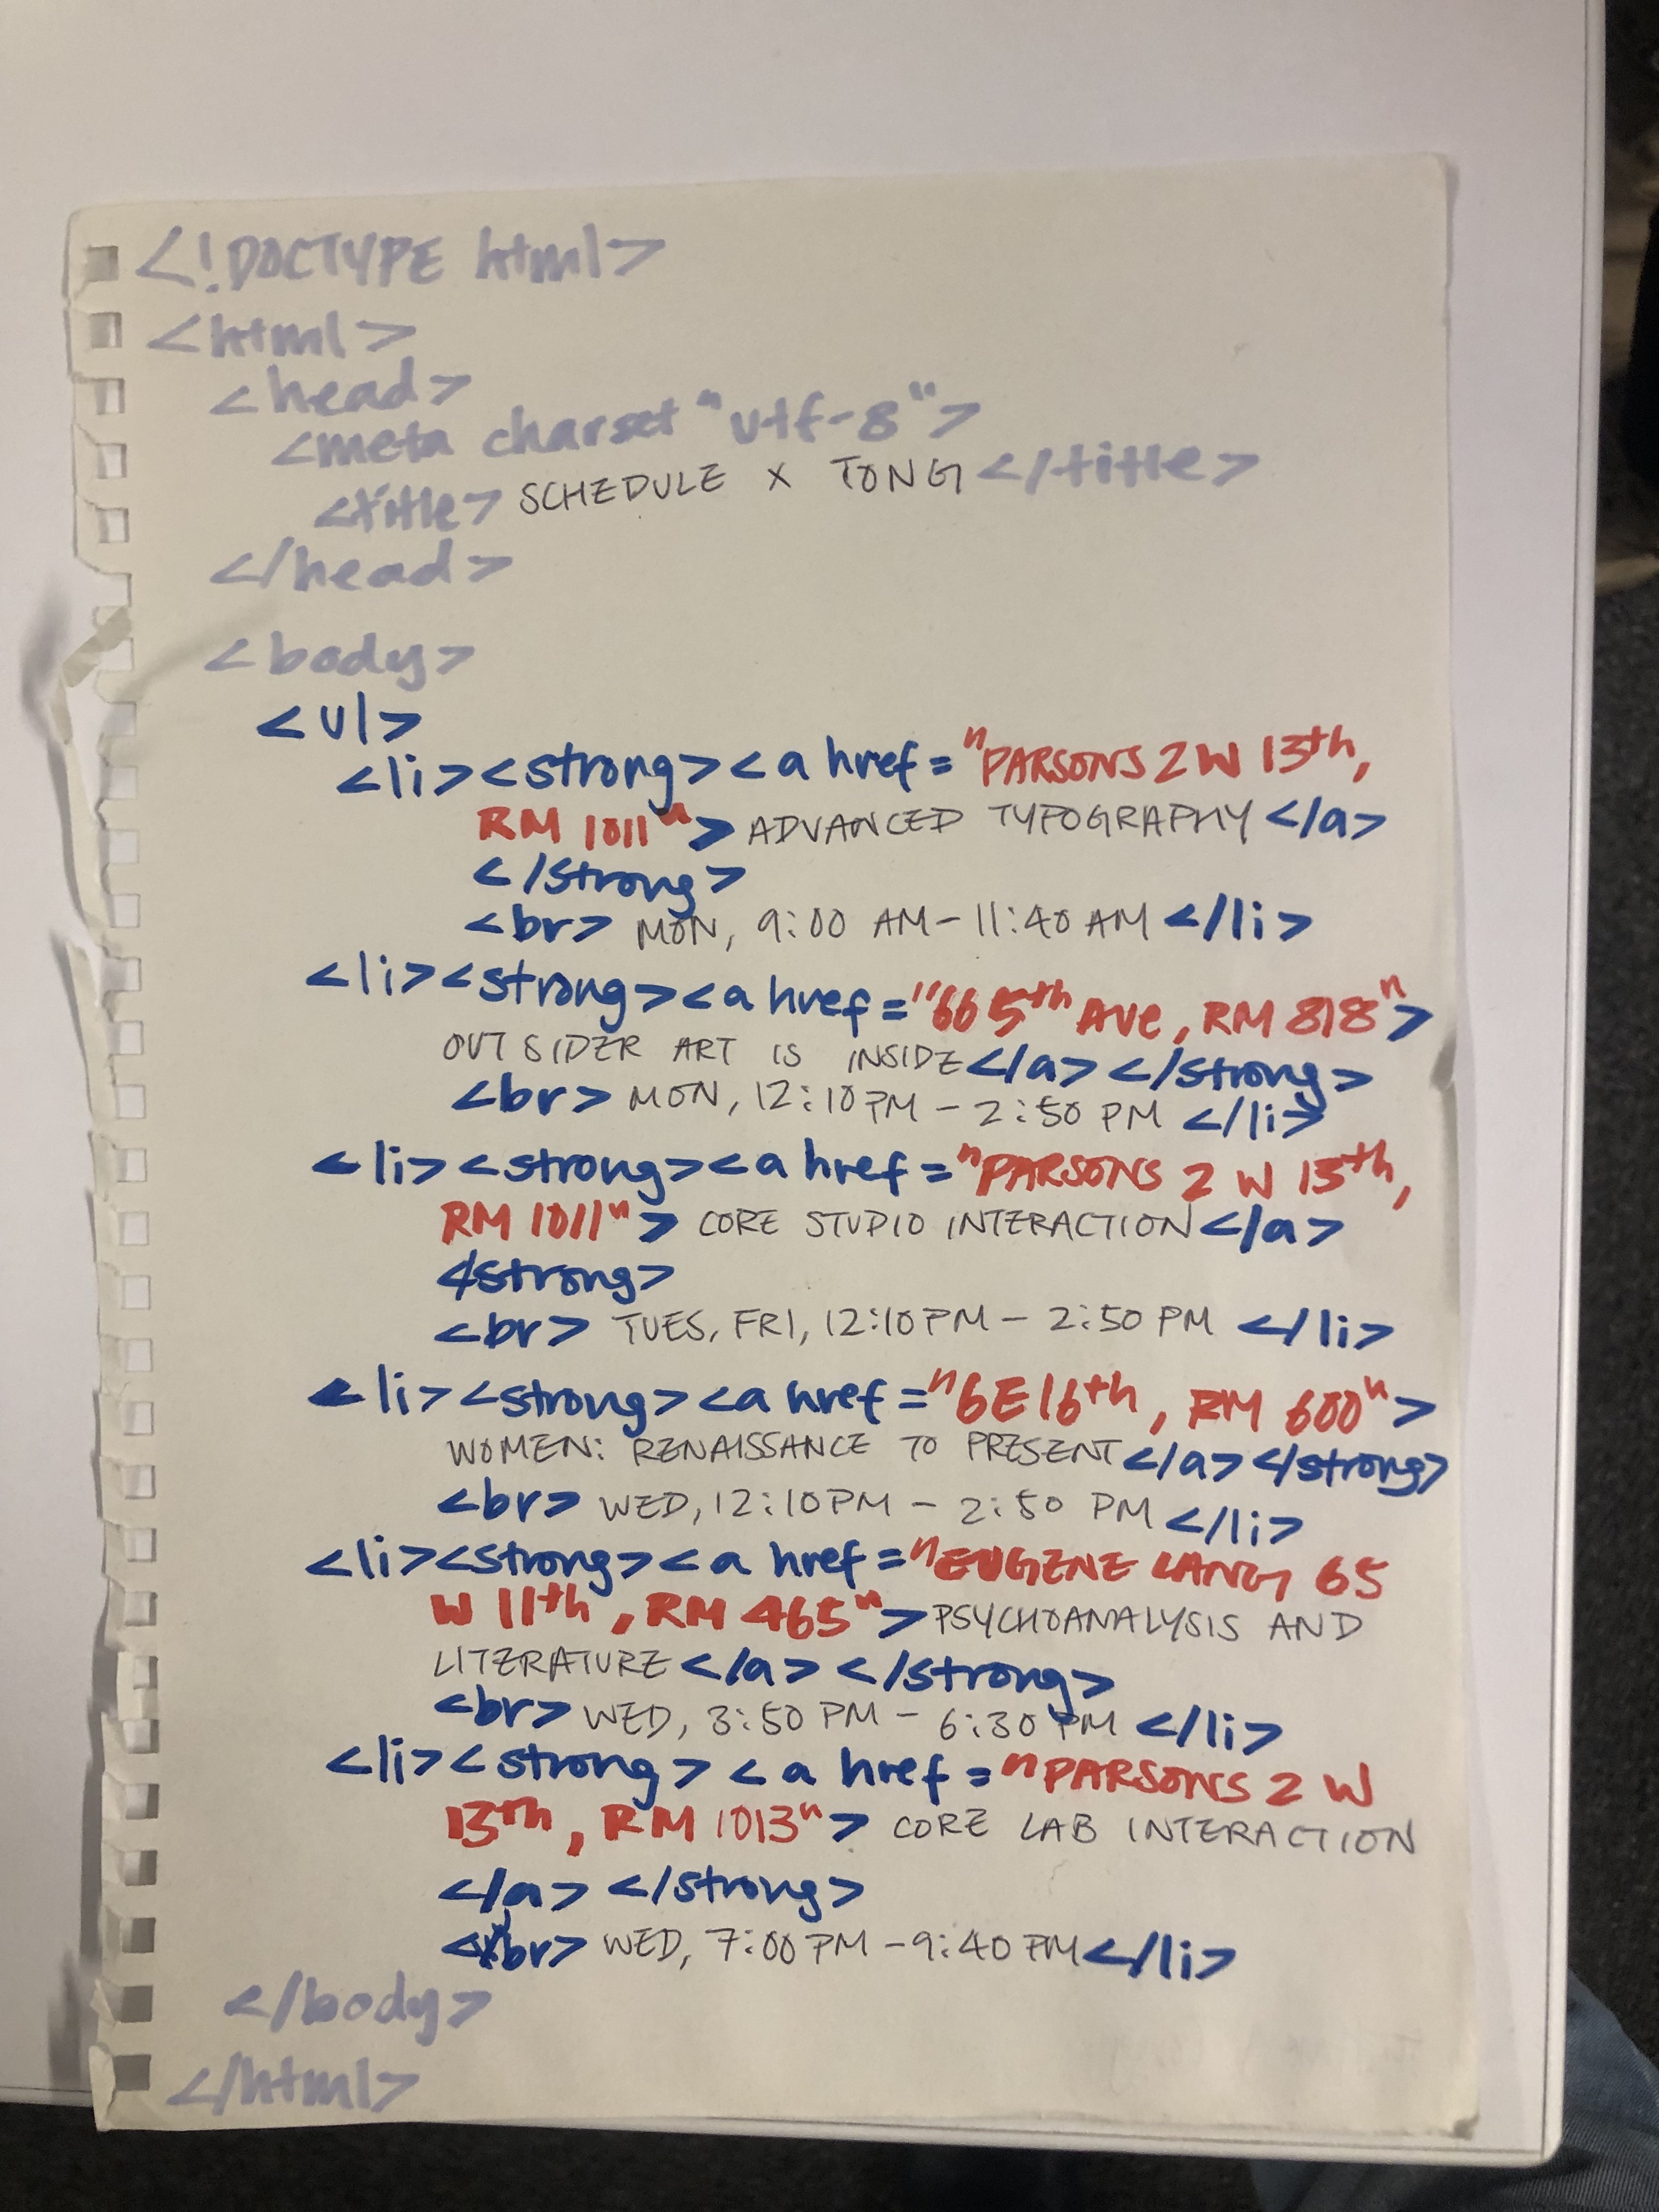 <!DOCTYPE html>
<html>
<head>
<meta charset "utf-8">
<title> SCHEDULE X TONG </title>
</head>
<body>
<ul>
<li><strong><a href="PARSONS 2 W 13th,
RM 1011"> ADVANCED TYPOGRAPHY </a>
</strong>
<br> MON, 9:00 AM - 11:40 AM </li>
<li><strong><a href="66 5th AVE, RM 818">
OUTSIDER ART IS INSIDE </a> </strong>
<br> MON, 12:10 PM - 2:50 PM </li>
<li><strong><a href="PARSONS 2 W 13th,
RM 1011"> CORE STUDIO INTERACTION </a>
</strong>
<br> TUES, FRI, 12:10 PM - 2:50 PM </li>
<li><strong><a href="6 E 16th, RM 600">
WOMEN: RENAISSANCE TO PRESENT </a> </strong>
<br> WED, 12:10 PM - 2:50 PM </li>
<li><strong><a href="EUGENE LANG 65
W 11th, RM 465"> PSYCHOANALYSIS AND
LITERATURE </a> </strong>
<br> WED, 3:50 PM - 6:30 PM </li>
<li><strong> <a href="PARSONS 2 W
13th, RM 1013"> CORE LAB INTERACTION
</a> </strong>
<br> WED, 7:00 PM - 9:40 PM </li>
</body>
</html>